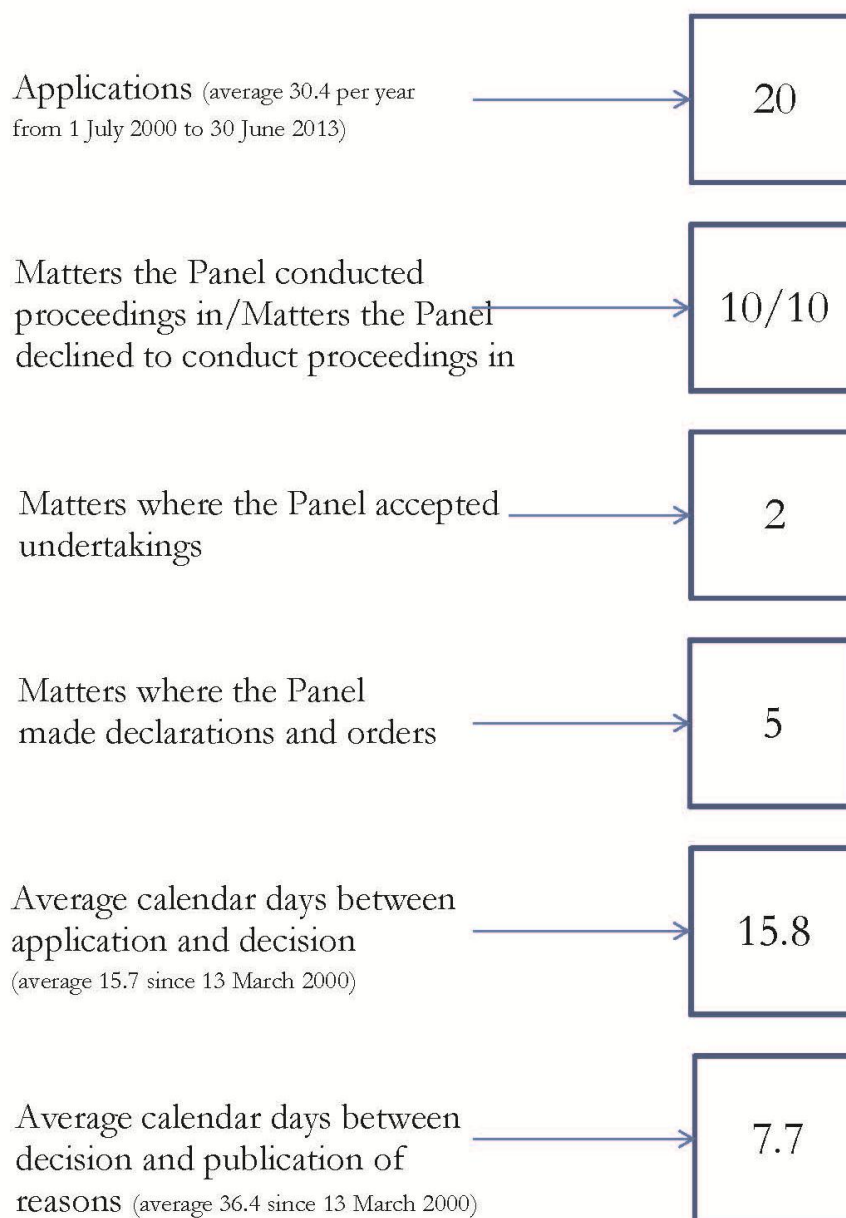 Applications (average 30.4 per year
from 1 July 2000 to 30 June 2013)
20
Matters the Panel conducted
proceedings in/Matters the Panel
declined to conduct proceedings in
10/10
Matters where the Panel accepted
undertakings
2
Matters where the Panel
made declarations and orders
5
Average calendar days between
application and decision
(average 15.7 since 13 March 2000)
15.8
Average calendar days between
decision and publication of
reasons (average 36.4 since 13 March 2000)
7.7